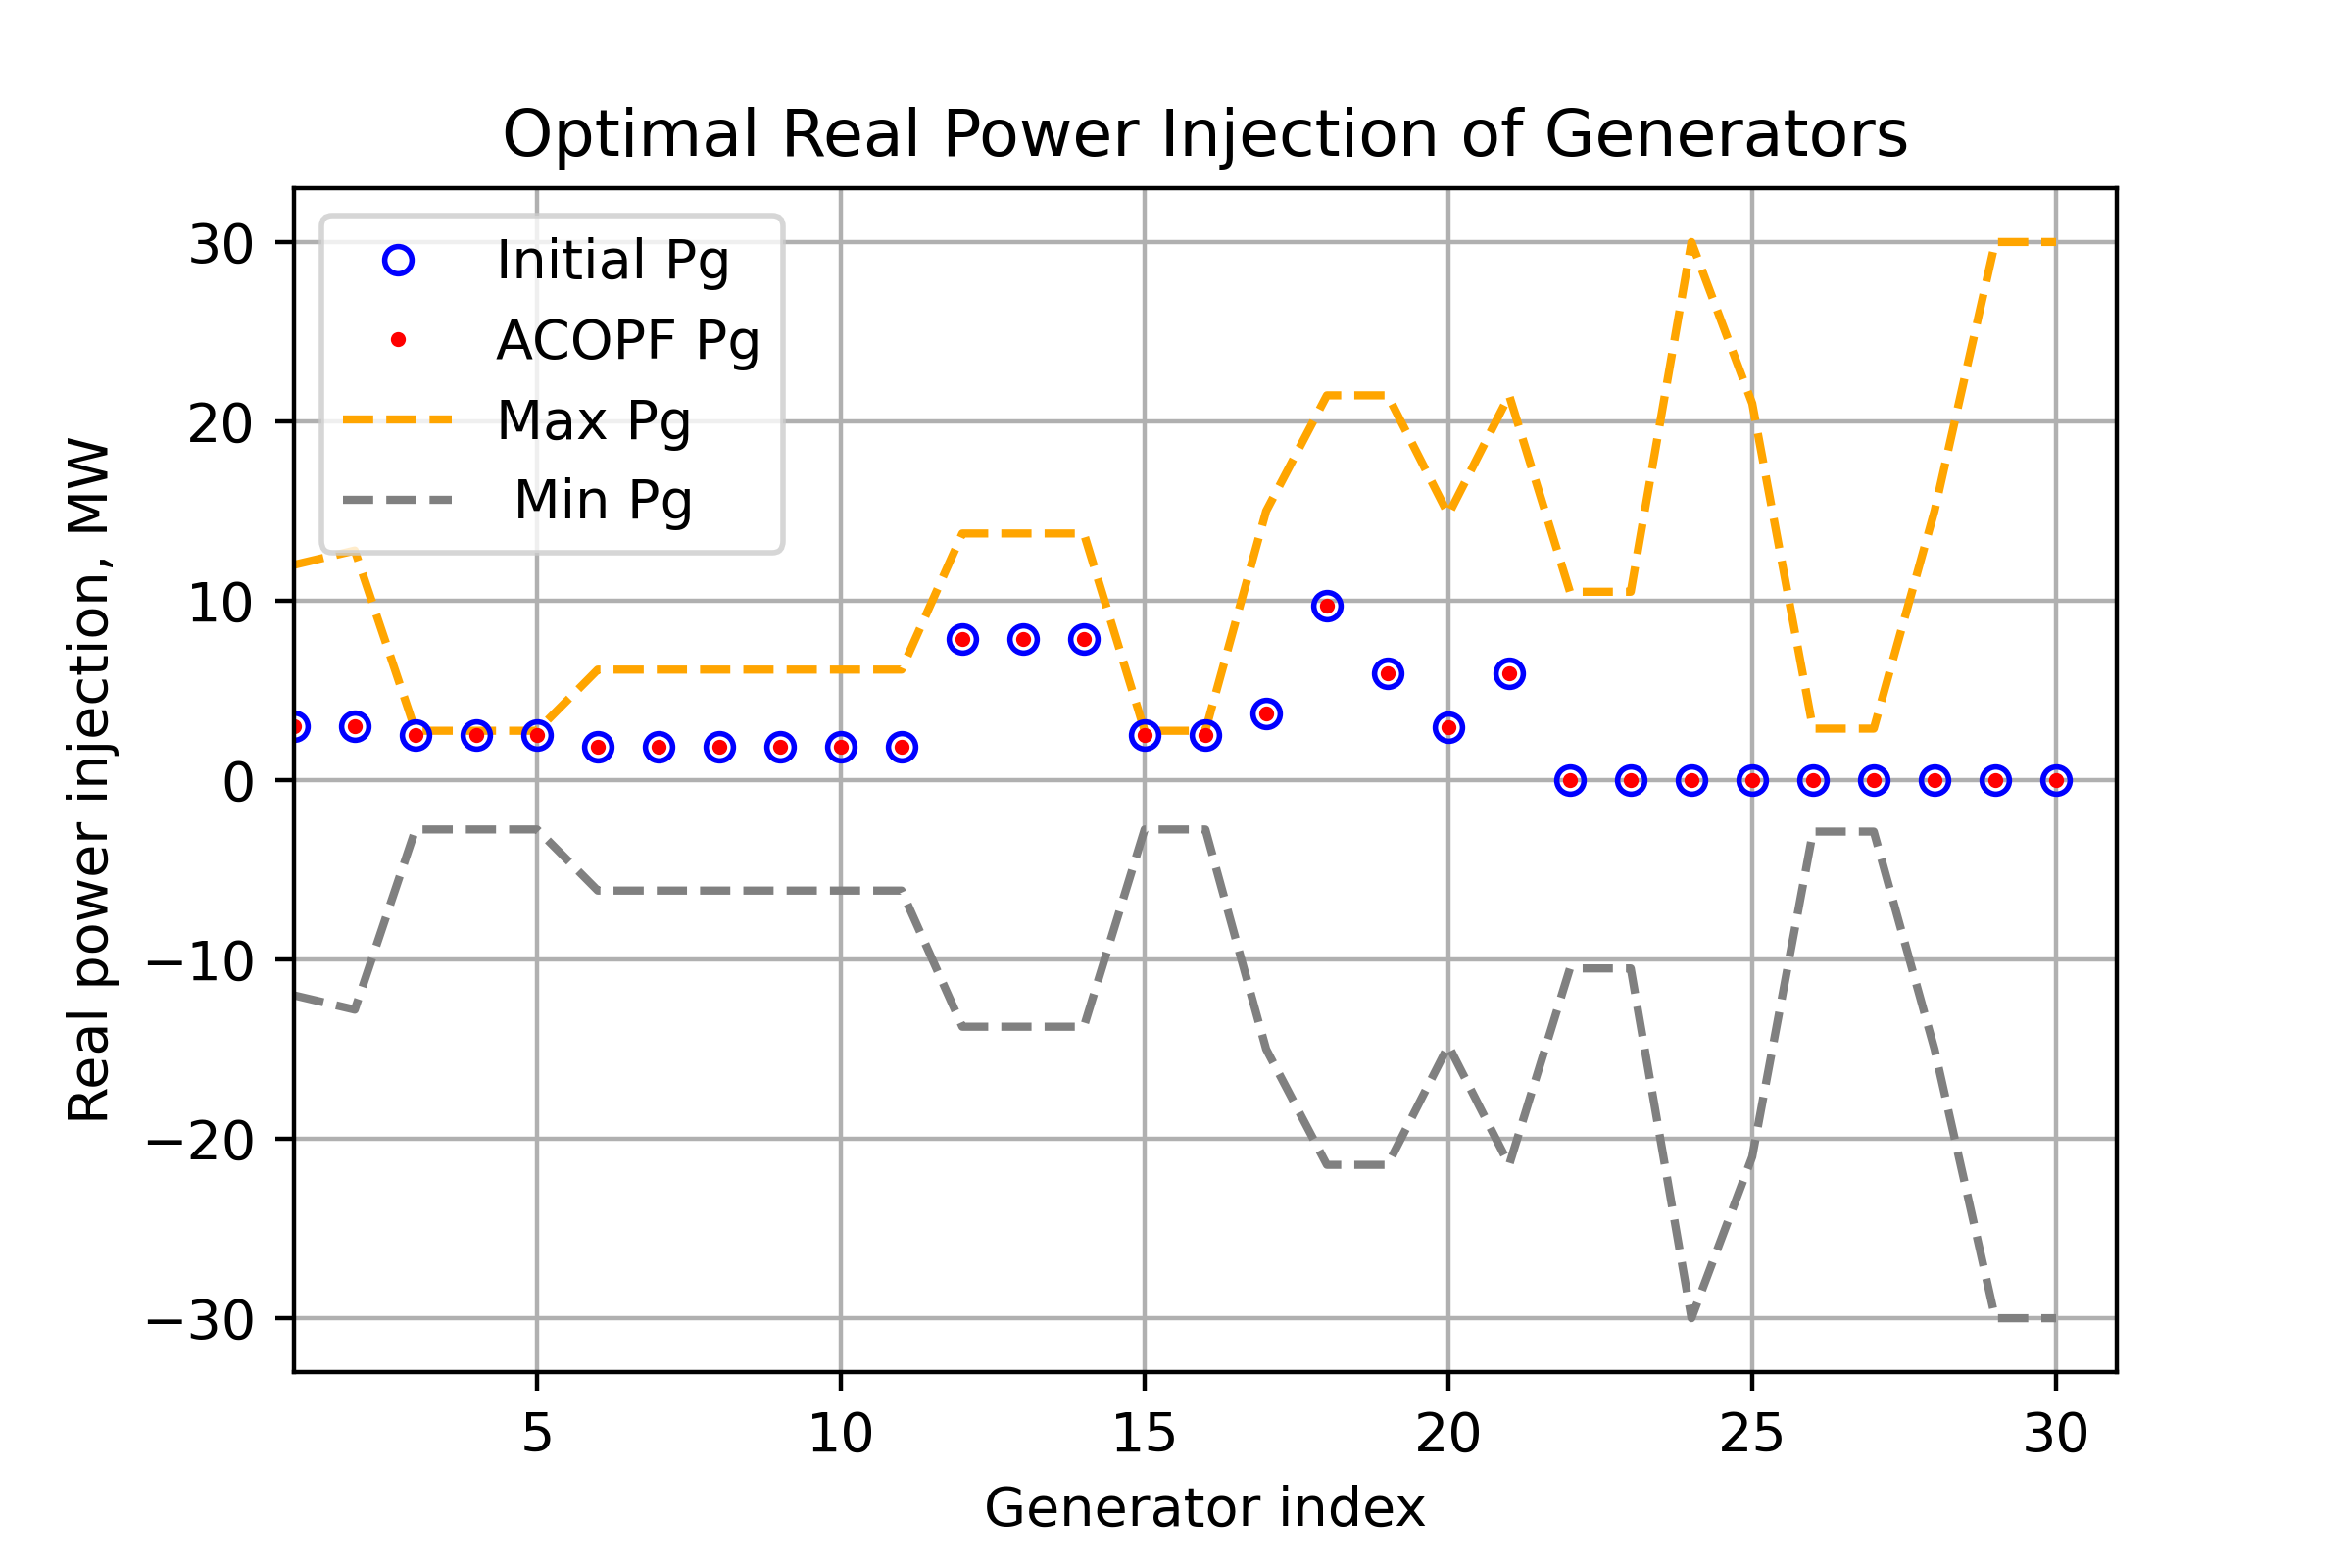 Optimal Real Power Injection of Generators
Initial Pg
ACOPF Pg
Max Pg
Min Pg
Real power injection, MW
30
20
10
0
−10
−20
−30
5
10
15
20
25
30
Generator index